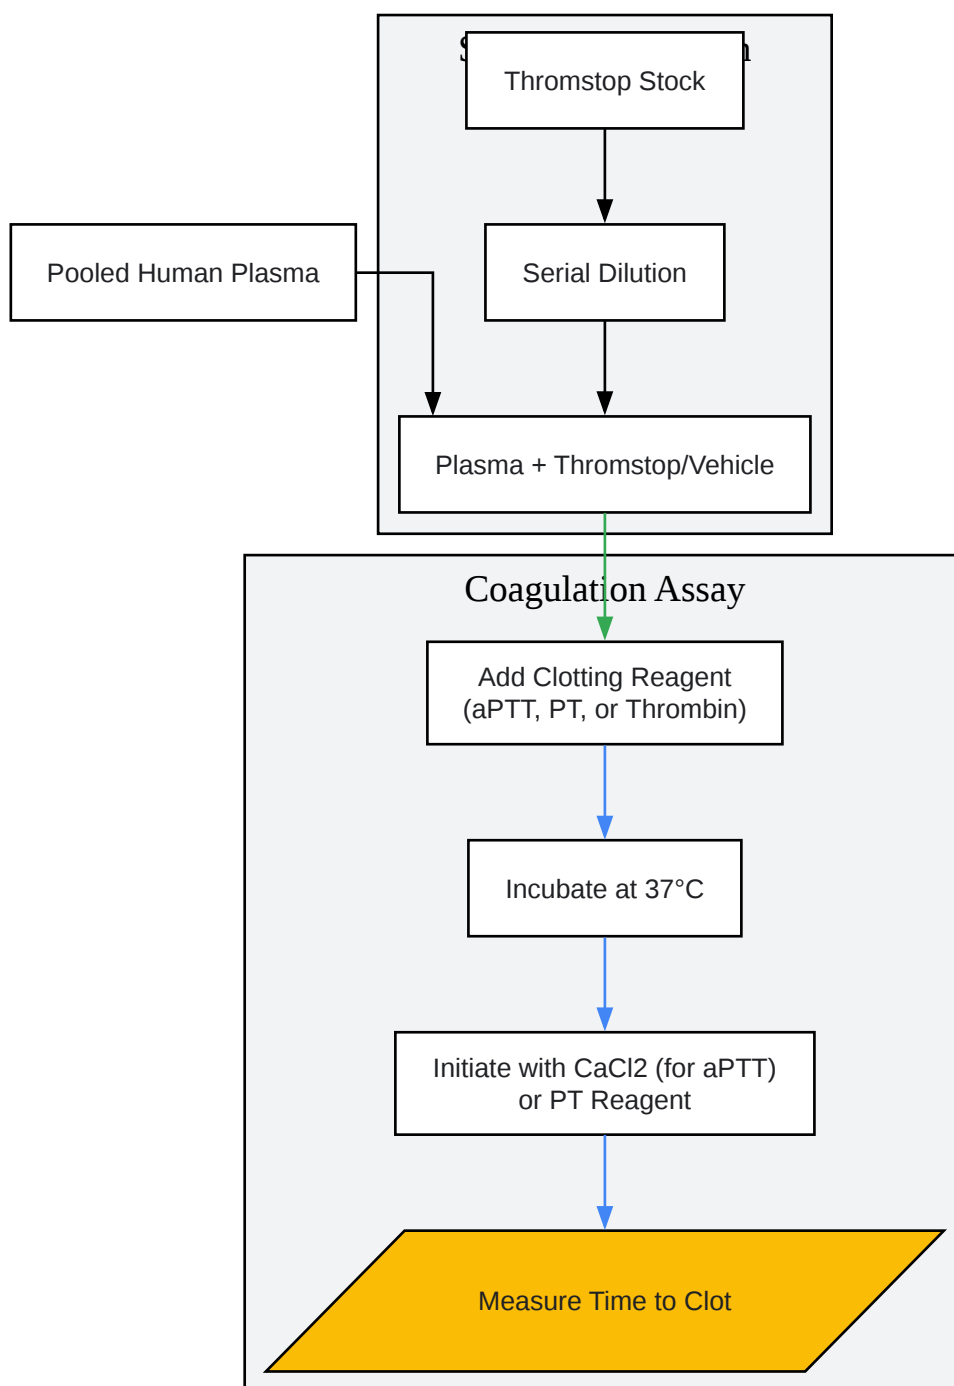 Thromstop Stock
Pooled Human Plasma
Serial Dilution
Plasma + Thromstop/Vehicle
Coagulation Assay
Add Clotting Reagent
(aPTT, PT, or Thrombin)
Incubate at 37°C
Initiate with CaCl2 (for aPTT)
or PT Reagent
Measure Time to Clot